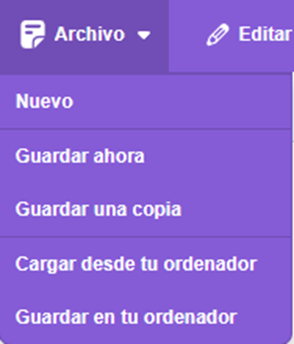 Archivo Editar
Nuevo
Guardar ahora
Guardar una copia
Cargar desde tu ordenador
Guardar en tu ordenador